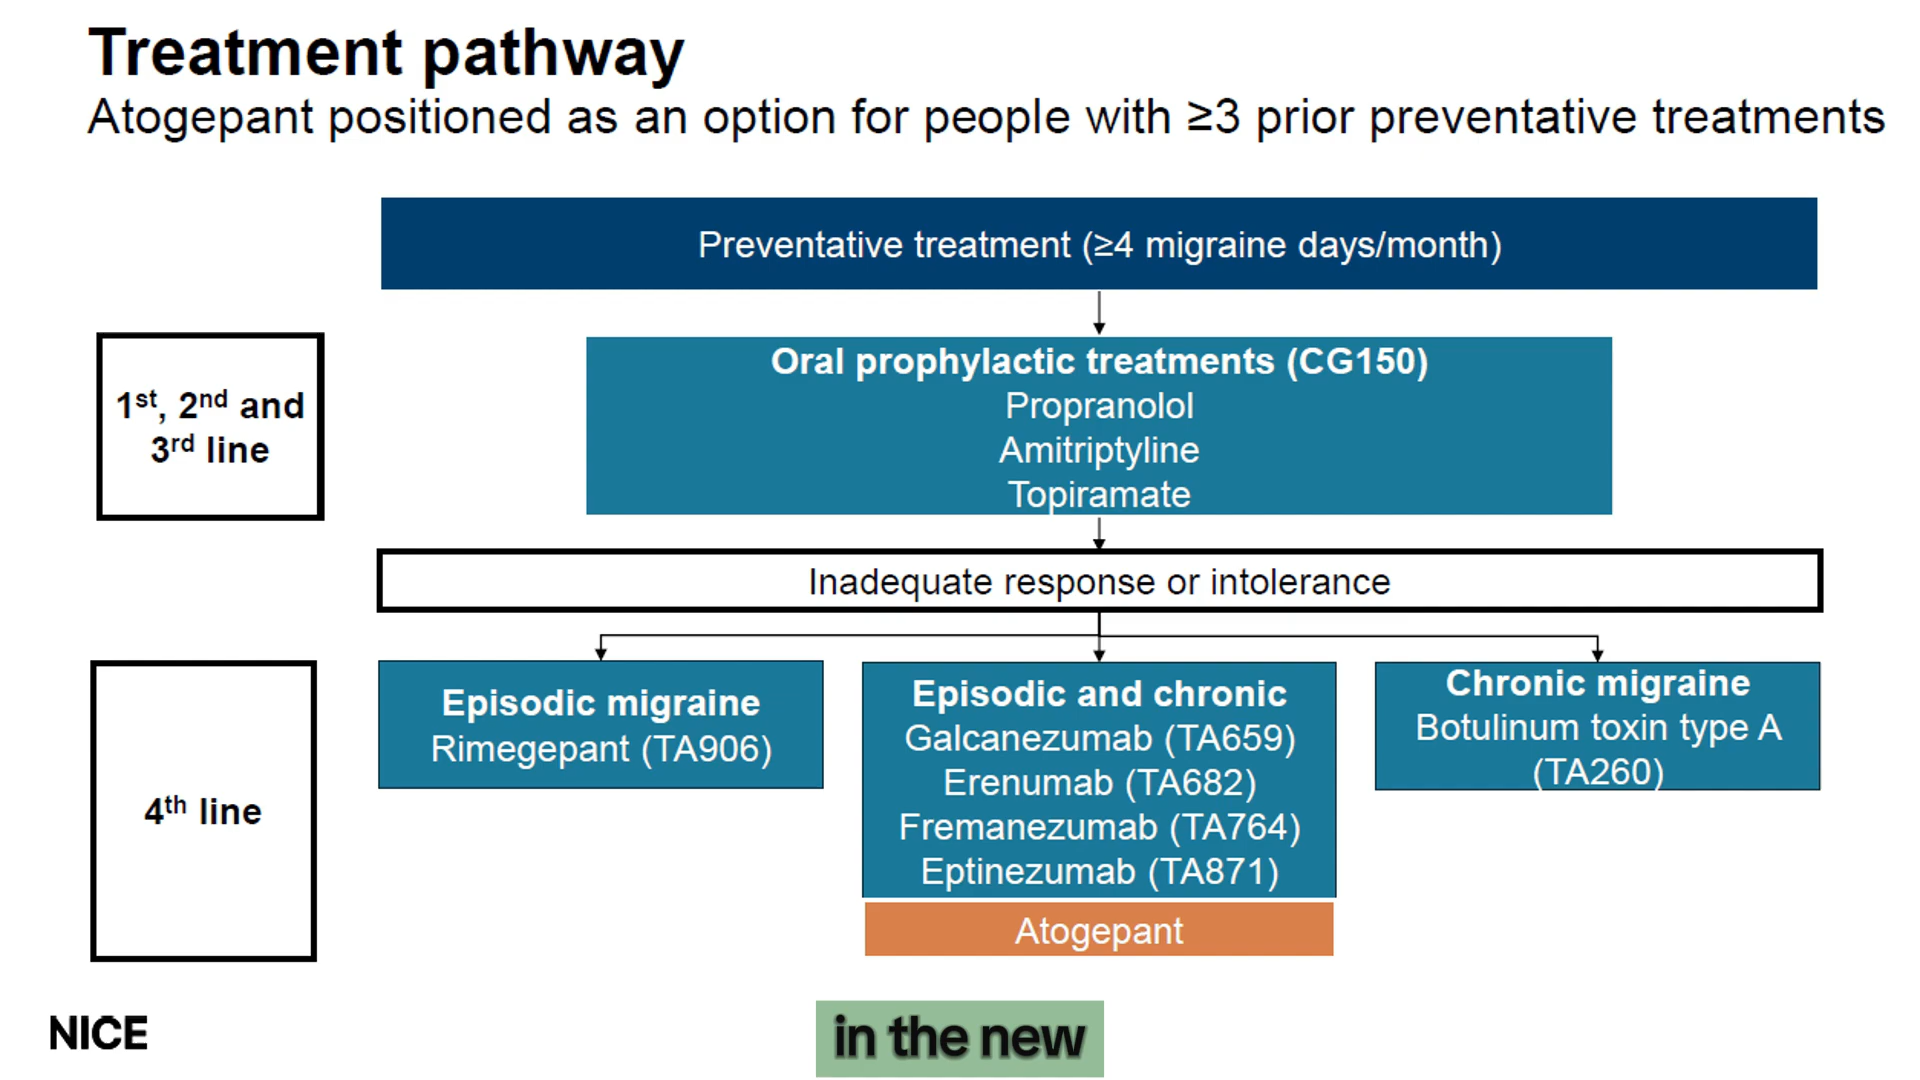 Treatment pathway
Atogepant positioned as an option for people with ≥3 prior preventative treatments
Preventative treatment (≥4 migraine days/month)
1st, 2nd and
3rd line
Oral prophylactic treatments (CG150)
Propranolol
Amitriptyline
Topiramate
Inadequate response or intolerance
4th line
Episodic migraine
Rimegepant (TA906)
Episodic and chronic
Galcanezumab (TA659)
Erenumab (TA682)
Fremanezumab (TA764)
Eptinezumab (TA871)
Atogepant
Chronic migraine
Botulinum toxin type A
(TA260)
NICE
in the new